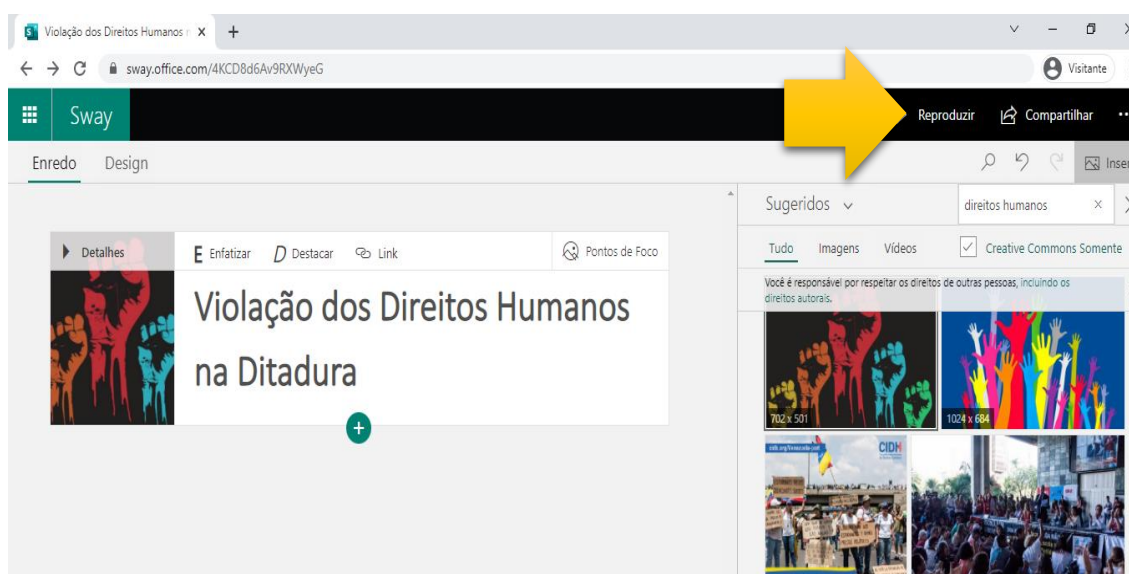 Violação dos Direitos Humanos
sway.office.com/4KCD8d6Av9RXWyeG
Visitante
Sway
Reproduzir
Compartilhar
Enredo
Design
Inser
Sugeridos
direitos humanos
Tudo
Imagens
Vídeos
Creative Commons Somente
Você é responsável por respeitar os direitos de outras pessoas, incluindo os
direitos autorais.
Detalhes
E Enfatizar
D Destacar
Link
Pontos de Foco
Violação dos Direitos Humanos
na Ditadura
702 x 501
1024 x 684
CIDH